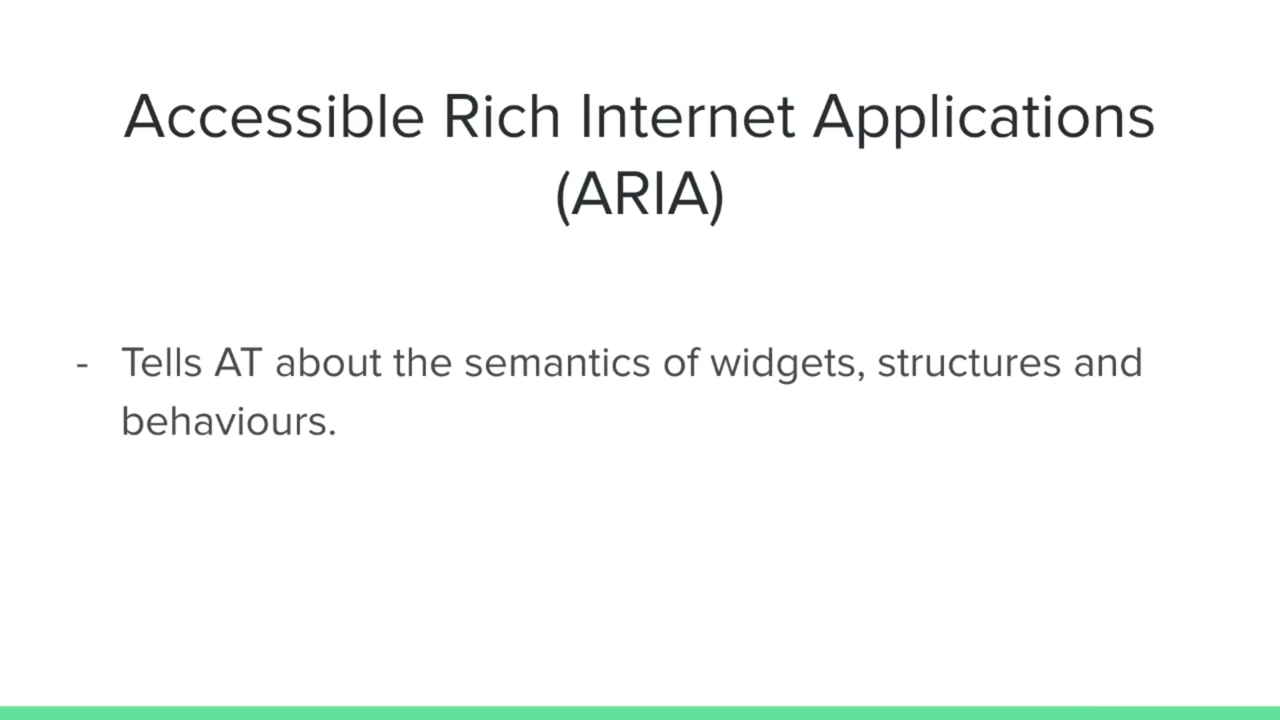 Accessible Rich Internet Applications
(ARIA)
- Tells AT about the semantics of widgets, structures and
behaviours.